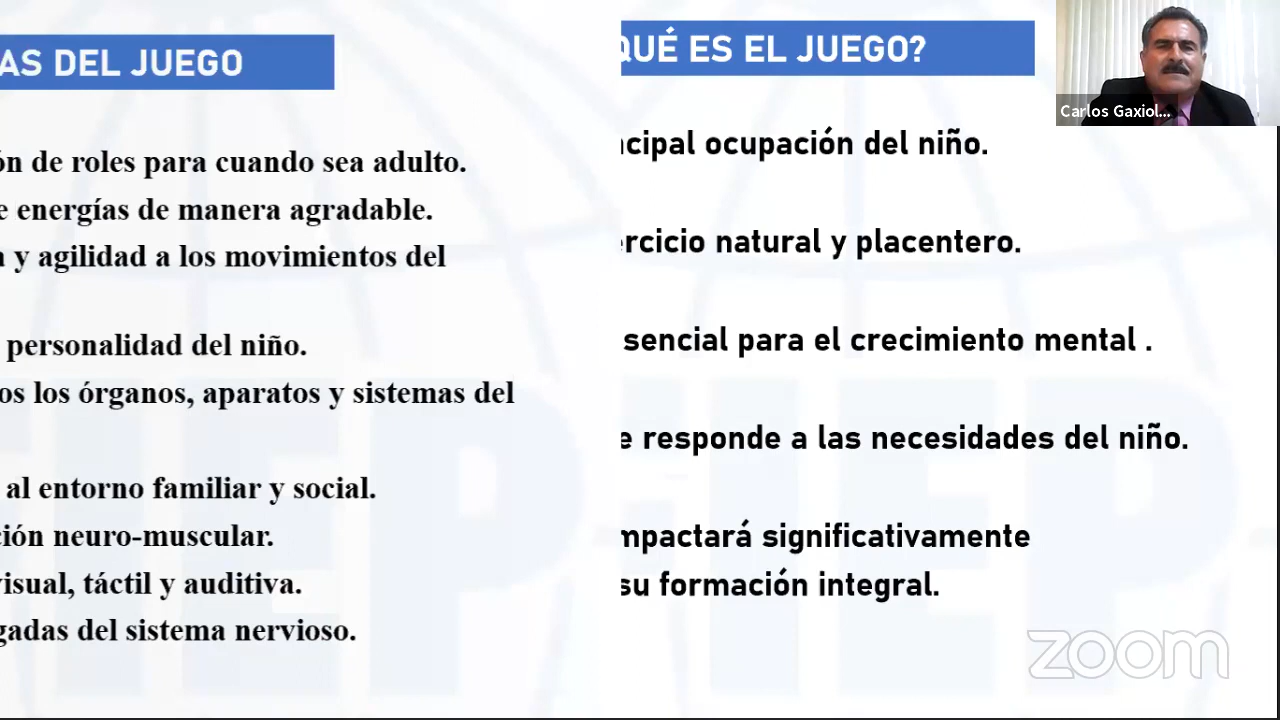 AS DEL JUEGO
ón de roles para cuando sea adulto.
e energías de manera agradable.
y agilidad a los movimientos del
personalidad del niño.
os los órganos, aparatos y sistemas del
al entorno familiar y social.
ción neuro-muscular.
visual, táctil y auditiva.
gadas del sistema nervioso.
QUÉ ES EL JUEGO?
ncipal ocupación del niño.
ercicio natural y placentero.
sencial para el crecimiento mental .
e responde a las necesidades del niño.
mpactará significativamente
su formación integral.
Carlos Gaxiol...
zoom